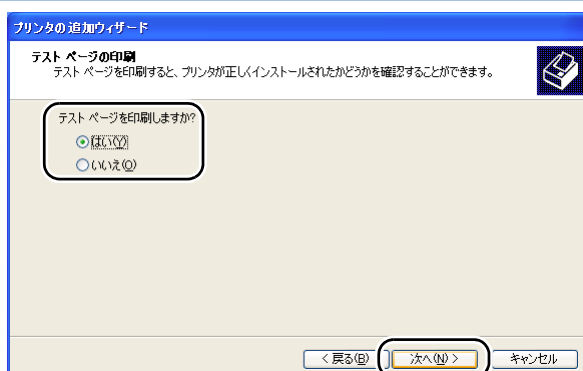 プリンタの追加ウィザード
テスト ページの印刷
テスト ページを印刷すると、プリンタが正しくインストールされたかどうかを確認することができます。
テスト ページを印刷しますか?
はい(Y)
いいえ(O)
< 戻る(B) 次へ(N) > キャンセル